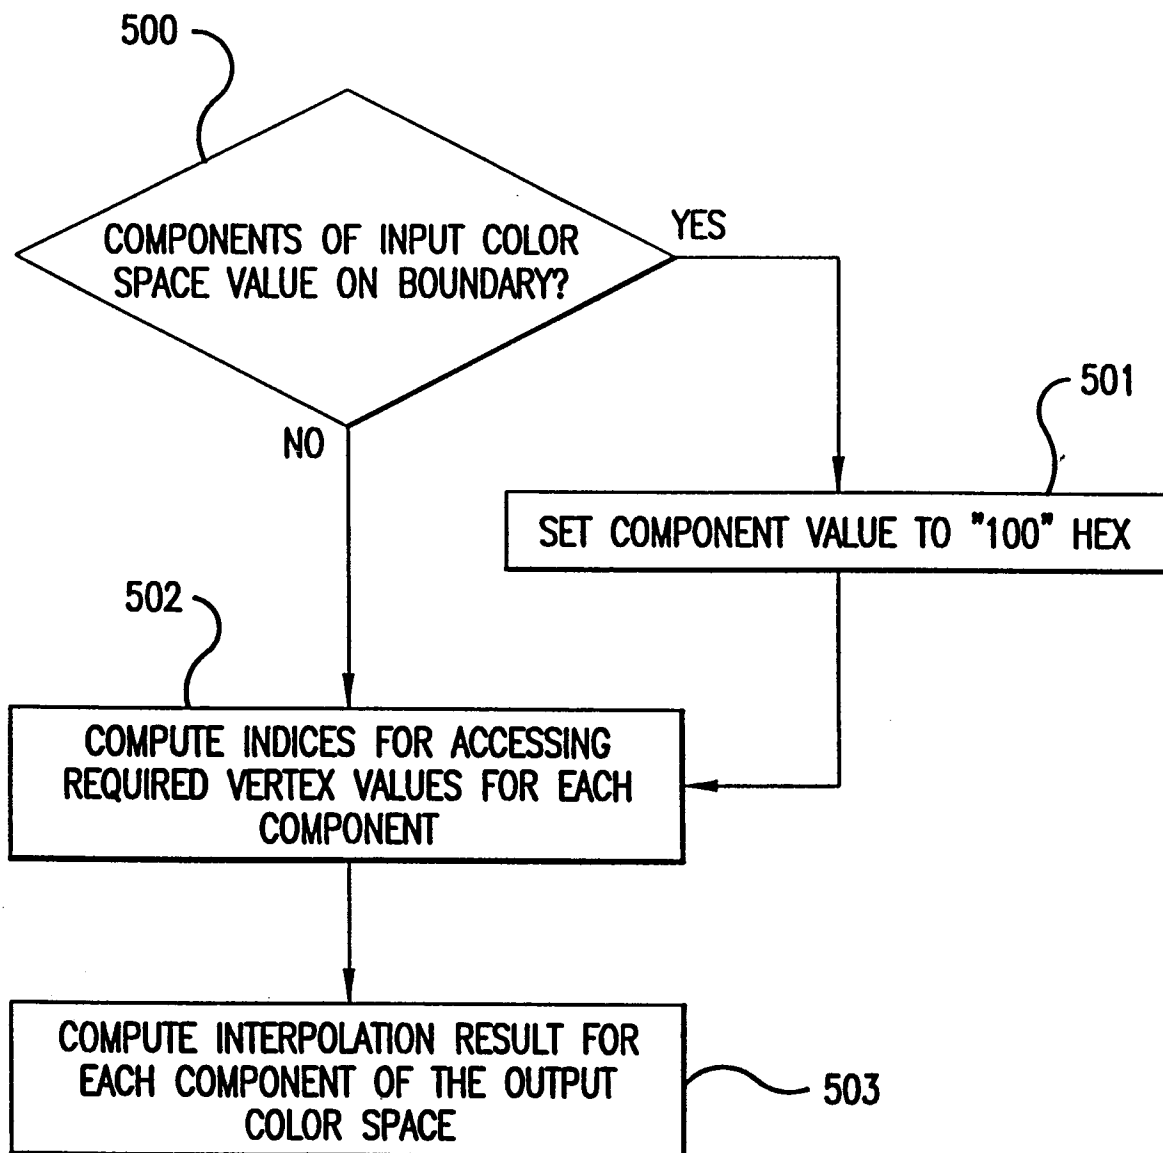 500
COMPONENTS OF INPUT COLOR
SPACE VALUE ON BOUNDARY?
YES
NO
501
SET COMPONENT VALUE TO "100" HEX
502
COMPUTE INDICES FOR ACCESSING
REQUIRED VERTEX VALUES FOR EACH
COMPONENT
COMPUTE INTERPOLATION RESULT FOR
EACH COMPONENT OF THE OUTPUT
COLOR SPACE
503